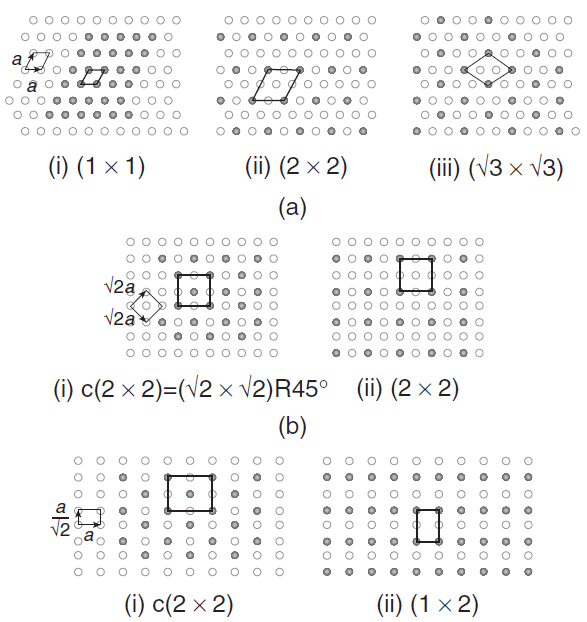 a
a
(i) (1 × 1)
(ii) (2 × 2)
(iii) (√3 × √3)
(a)
√2a
√2a
(i) c(2 × 2)=(√2 × √2)R45°
(ii) (2 × 2)
(b)
a
√2
a
(i) c(2 × 2)
(ii) (1 × 2)